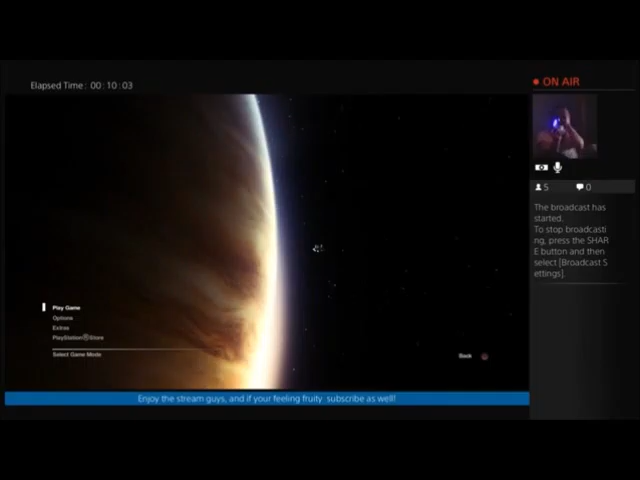 Elapsed Time : 00:10:03
ON AIR
5
0
The broadcast has
started.
To stop broadcasti
ng, press the SHAR
E button and then
select [Broadcast S
ettings].
Play Game
Options
Extras
PlayStation®Store
Select Game Mode
Back
Enjoy the stream guys, and if your feeling fruity subscribe as well!